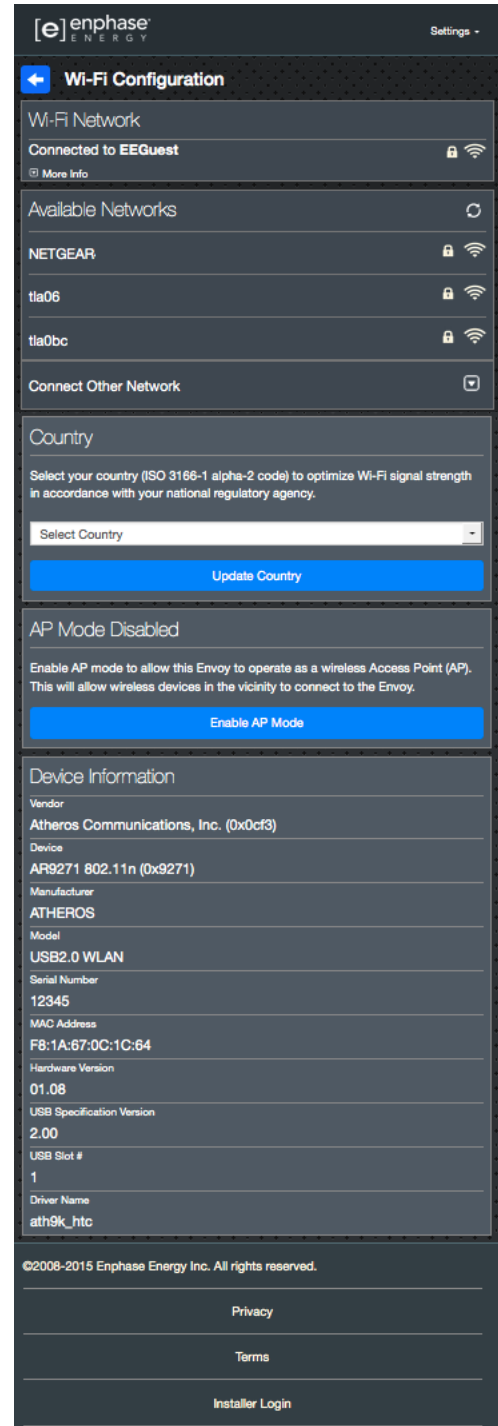 [e] enphase
ENERGY
Settings
Wi-Fi Configuration
Wi-Fi Network
Connected to EEGuest
More Info
Available Networks
NETGEAR
tla06
tla0bc
Connect Other Network
Country
Select your country (ISO 3166-1 alpha-2 code) to optimize Wi-Fi signal strength
in accordance with your national regulatory agency.
Select Country
Update Country
AP Mode Disabled
Enable AP mode to allow this Envoy to operate as a wireless Access Point (AP).
This will allow wireless devices in the vicinity to connect to the Envoy.
Enable AP Mode
Device Information
Vendor
Atheros Communications, Inc. (0x0cf3)
Device
AR9271 802.11n (0x9271)
Manufacturer
ATHEROS
Model
USB2.0 WLAN
Serial Number
12345
MAC Address
F8:1A:67:0C:1C:64
Hardware Version
01.08
USB Specification Version
2.00
USB Slot #
1
Driver Name
ath9k_htc
©2008-2015 Enphase Energy Inc. All rights reserved.
Privacy
Terms
Installer Login